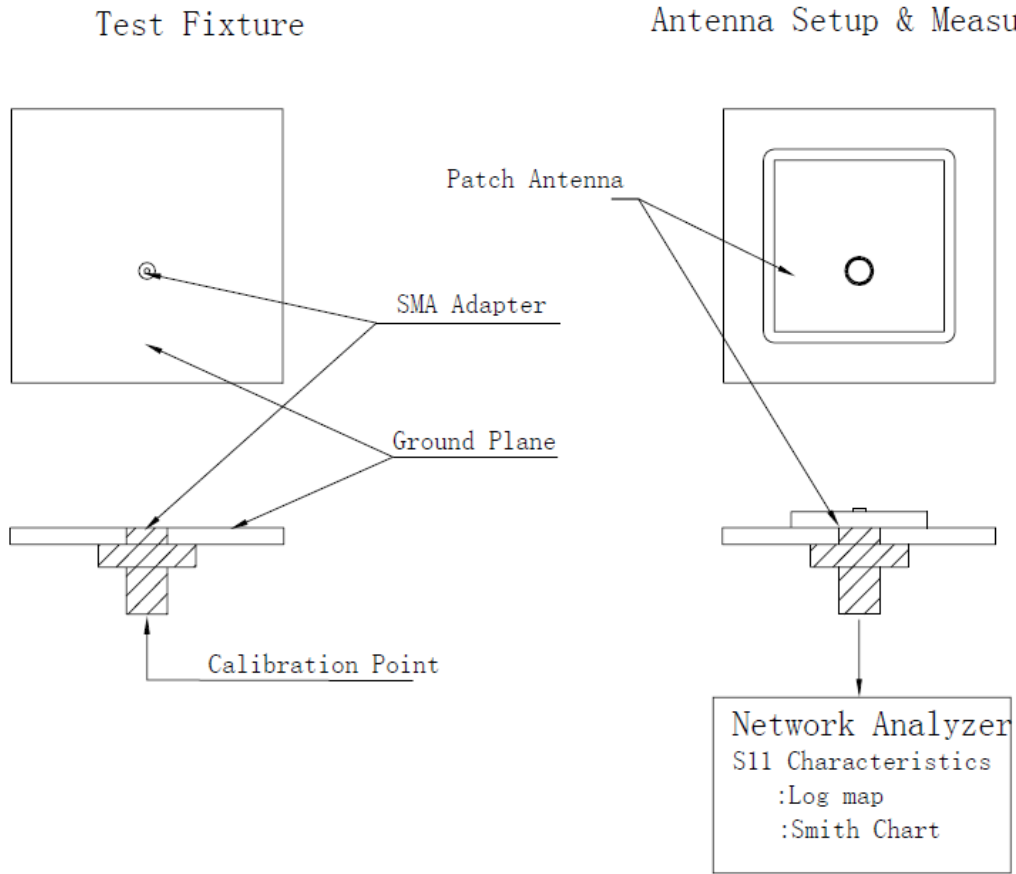 Test Fixture
Antenna Setup & Measu
Patch Antenna
SMA Adapter
Ground Plane
Calibration Point
Network Analyzer
S11 Characteristics
:Log map
:Smith Chart